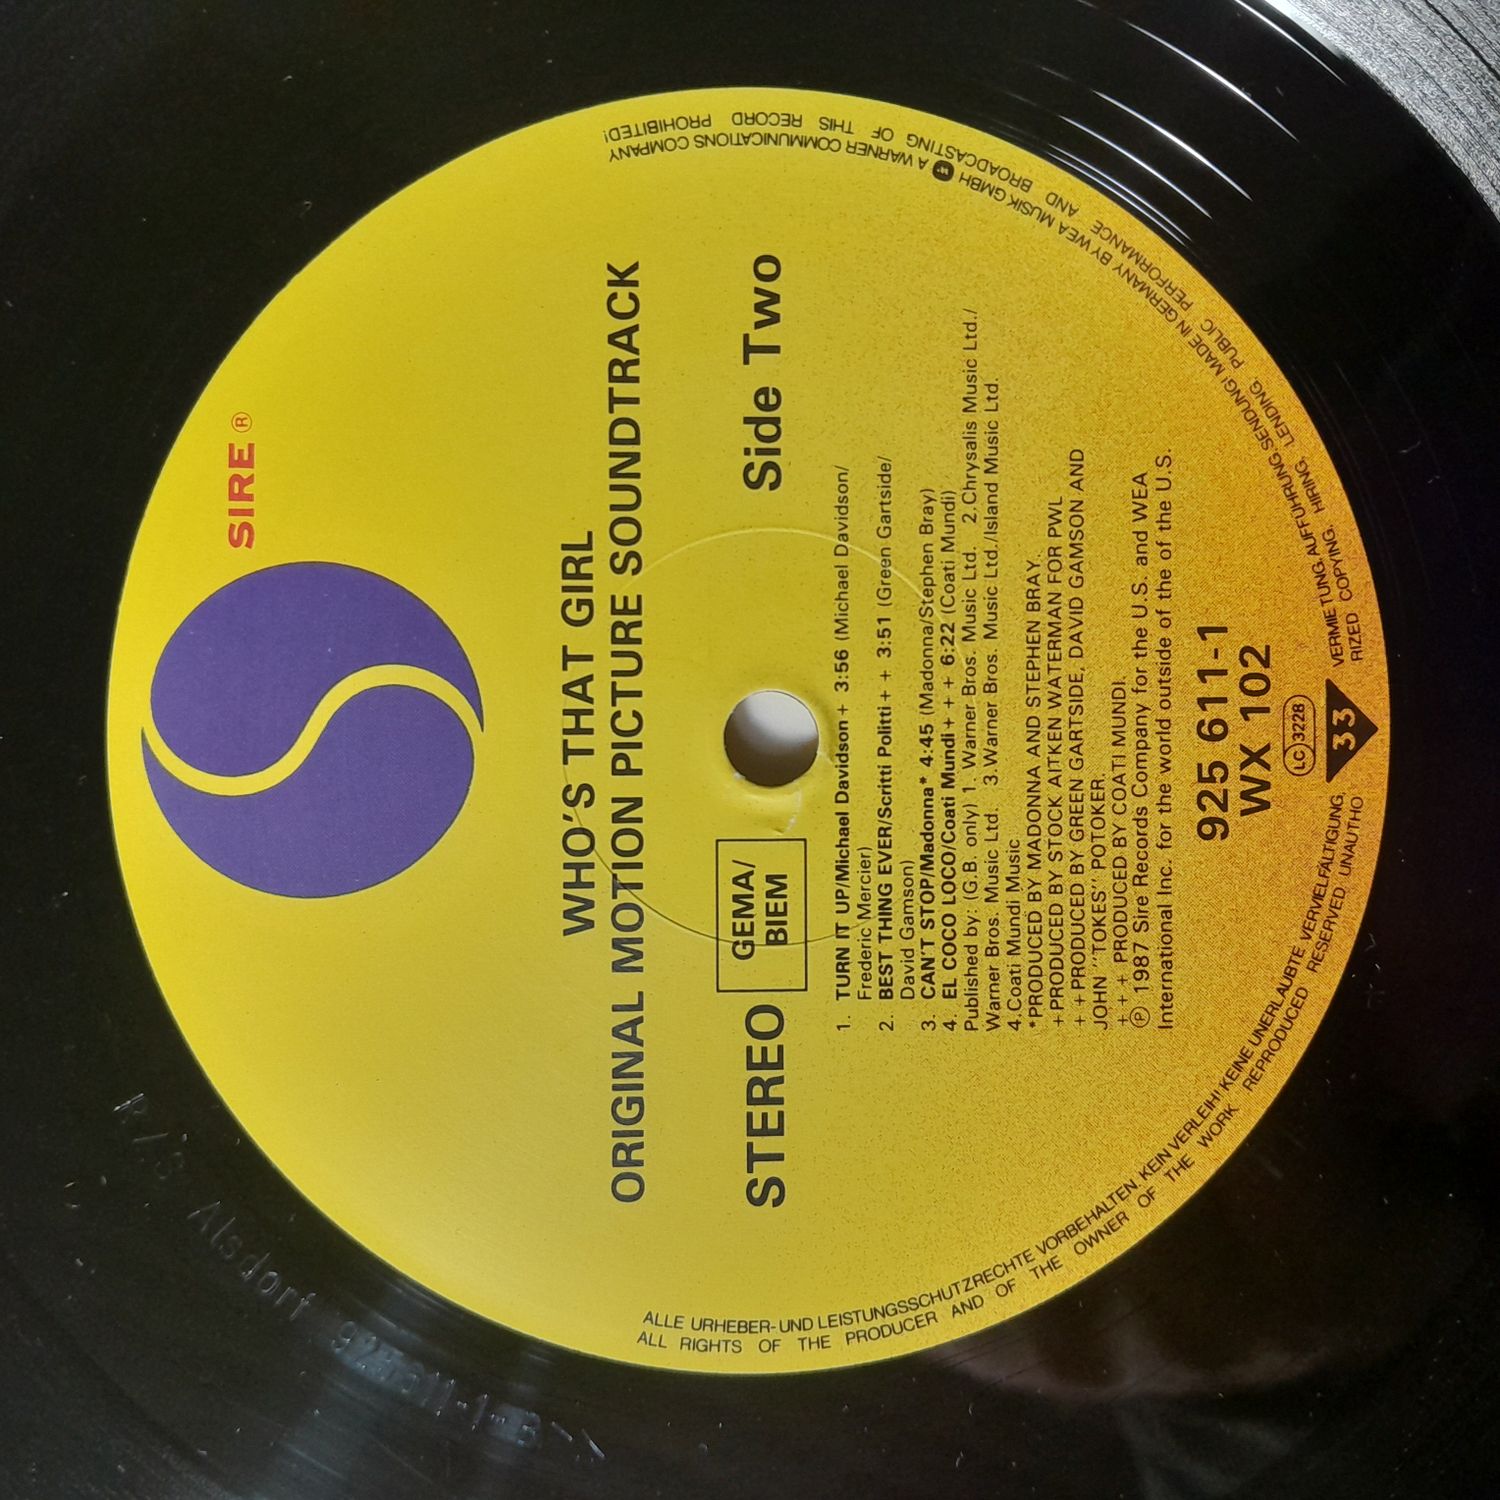 SIRE ®
WHO'S THAT GIRL
ORIGINAL MOTION PICTURE SOUNDTRACK
STEREO
GEMA/
BIEM
Side Two
1. TURN IT UP/Michael Davidson+ 3:56 (Michael Davidson/
Frederic Mercier)
2. BEST THING EVER/Scritti Politti+ + 3:51 (Green Gartside/
David Gamson)
3. CAN'T STOP/Madonna* 4:45 (Madonna/Stephen Bray)
4. EL COCO LOCO/Coati Mundi+ + + 6:22 (Coati Mundi)
Published by: (G.B. only) 1. Warner Bros. Music Ltd. 2.Chrysalis Music Ltd./
Warner Bros. Music Ltd. 3.Warner Bros. Music Ltd./Island Music Ltd.
4.Coati Mundi Music
*PRODUCED BY MADONNA AND STEPHEN BRAY.
+PRODUCED BY STOCK AITKEN WATERMAN FOR PWL
+ +PRODUCED BY GREEN GARTSIDE, DAVID GAMSON AND
JOHN "TOKES" POTOKER.
+ + + PRODUCED BY COATI MUNDI.
℗ 1987 Sire Records Company for the U.S. and WEA
International Inc. for the world outside of the of the U.S.
925 611-1
WX 102
LC 3228
33
ALLE URHEBER- UND LEISTUNGSSCHUTZRECHTE VORBEHALTEN. KEIN VERLEIH! KEINE UNERLAUBTE VERVIELFÄLTIGUNG, VERMIETUNG, AUFFÜHRUNG, SENDUNG! MADE IN GERMANY BY WEA MUSIK GMBH A WARNER COMMUNICATIONS COMPANY
ALL RIGHTS OF THE PRODUCER AND OF THE OWNER OF THE WORK REPRODUCED RESERVED. UNAUTHORIZED COPYING, HIRING, LENDING, PUBLIC PERFORMANCE AND BROADCASTING OF THIS RECORD PROHIBITED!
R/S Alsdorf 925611-1-B